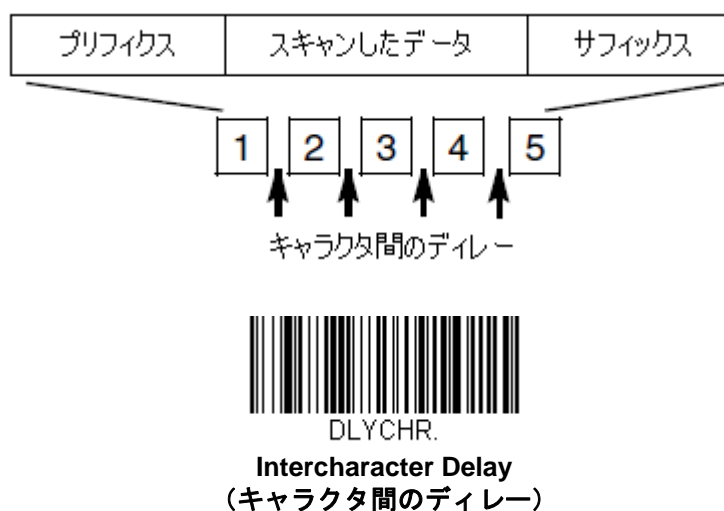 プリフィクス スキャンしたデータ サフィックス
1 2 3 4 5
キャラクタ間のディレー
DLYCHR.
Intercharacter Delay
（キャラクタ間のディレー）